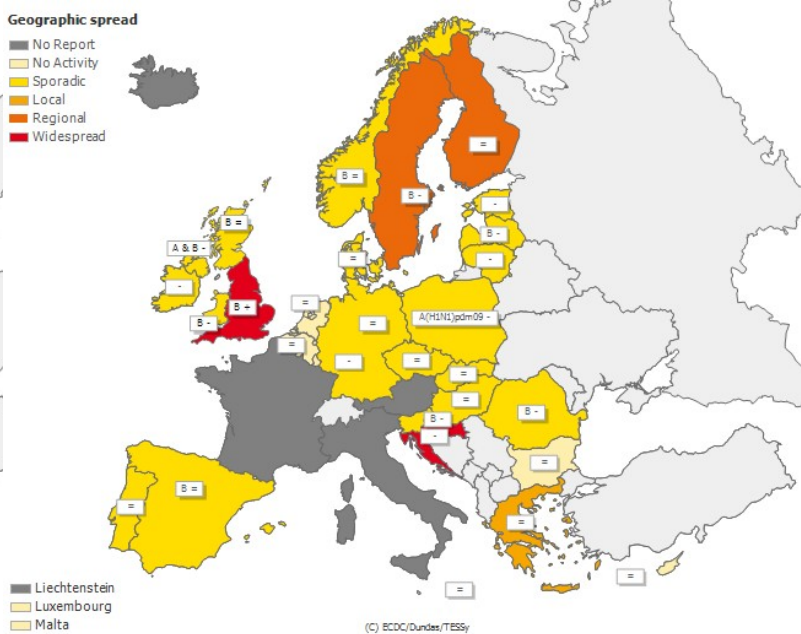 Geographic spread
No Report
No Activity
Sporadic
Local
Regional
Widespread
=
B =
B -
-
B =
B -
A & B -
=
-
-
B +
=
B -
=
A(H1N1)pdm09 -
=
-
=
=
=
B -
B -
-
=
B =
=
=
=
=
Liechtenstein
Luxembourg
Malta
(C) ECDC/Dundas/TESSy